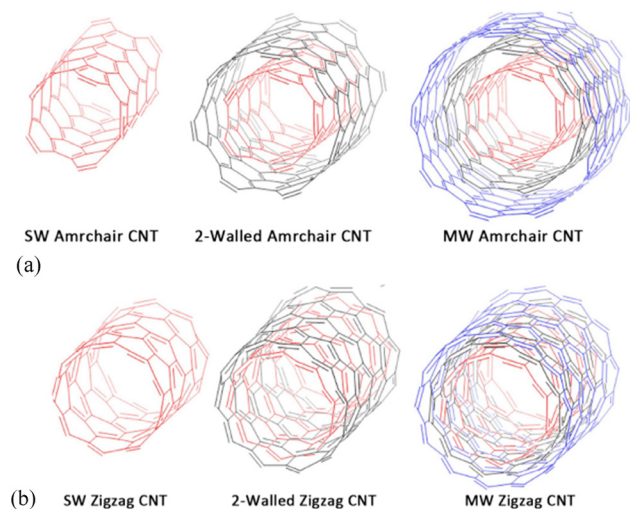 SW Amrchair CNT 2-Walled Amrchair CNT MW Amrchair CNT
(a)
(b) SW Zigzag CNT 2-Walled Zigzag CNT MW Zigzag CNT